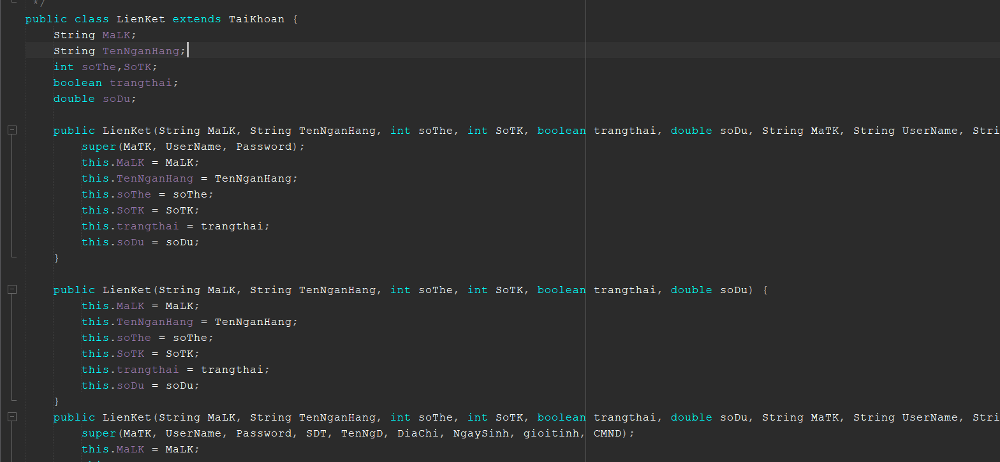 */
public class LienKet extends TaiKhoan {
String MaLK;
String TenNganHang;
int soThe,SoTK;
boolean trangthai;
double soDu;
public LienKet(String MaLK, String TenNganHang, int soThe, int SoTK, boolean trangthai, double soDu, String MaTK, String UserName, Stri
super(MaTK, UserName, Password);
this.MaLK = MaLK;
this.TenNganHang = TenNganHang;
this.soThe = soThe;
this.SoTK = SoTK;
this.trangthai = trangthai;
this.soDu = soDu;
}
public LienKet(String MaLK, String TenNganHang, int soThe, int SoTK, boolean trangthai, double soDu) {
this.MaLK = MaLK;
this.TenNganHang = TenNganHang;
this.soThe = soThe;
this.SoTK = SoTK;
this.trangthai = trangthai;
this.soDu = soDu;
}
public LienKet(String MaLK, String TenNganHang, int soThe, int SoTK, boolean trangthai, double soDu, String MaTK, String UserName, Stri
super(MaTK, UserName, Password, SDT, TenNgD, DiaChi, NgaySinh, gioitinh, CMND);
this.MaLK = MaLK;